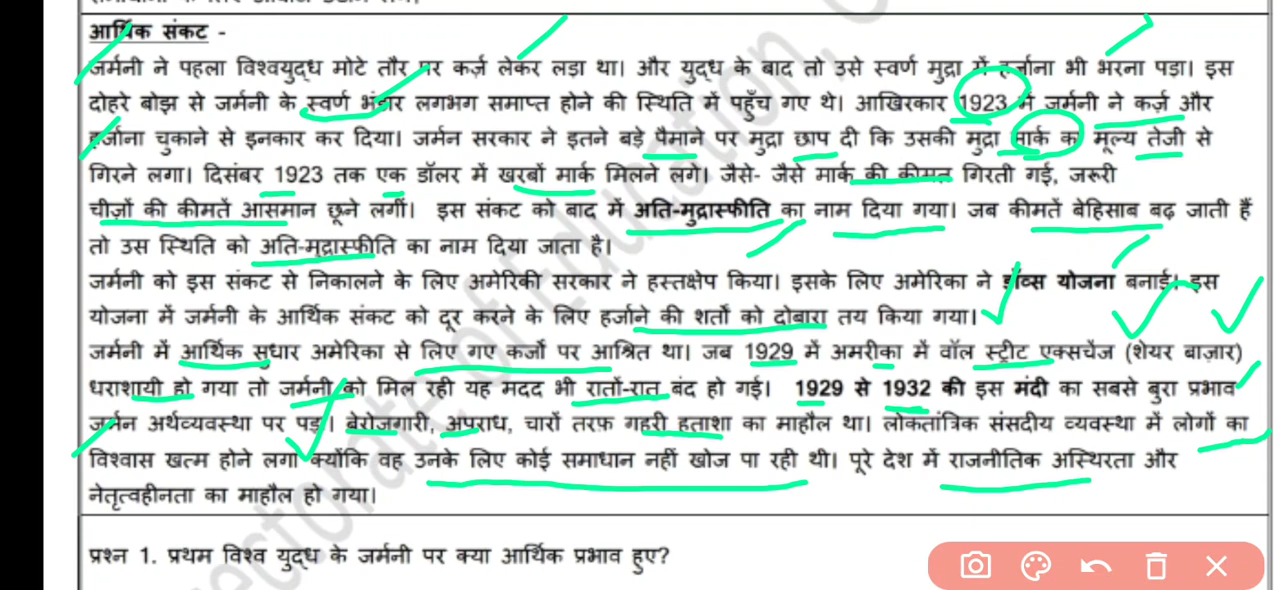 आर्थिक संकट -
जर्मनी ने पहला विश्वयुद्ध मोटे तौर पर कर्ज़ लेकर लड़ा था। और युद्ध के बाद तो उसे स्वर्ण मुद्रा में हर्जाना भी भरना पड़ा। इस
दोहरे बोझ से जर्मनी के स्वर्ण भंडार लगभग समाप्त होने की स्थिति में पहुँच गए थे। आखिरकार 1923 में जर्मनी ने कर्ज़ और
हर्जाना चुकाने से इनकार कर दिया। जर्मन सरकार ने इतने बड़े पैमाने पर मुद्रा छाप दी कि उसकी मुद्रा मार्क का मूल्य तेजी से
गिरने लगा। दिसंबर 1923 तक एक डॉलर में खरबों मार्क मिलने लगे। जैसे- जैसे मार्क की कीमत गिरती गई, जरूरी
चीज़ों की कीमतें आसमान छूने लगीं। इस संकट को बाद में अति-मुद्रास्फीति का नाम दिया गया। जब कीमतें बेहिसाब बढ़ जाती हैं
तो उस स्थिति को अति-मुद्रास्फीति का नाम दिया जाता है।
जर्मनी को इस संकट से निकालने के लिए अमेरिकी सरकार ने हस्तक्षेप किया। इसके लिए अमेरिका ने डॉव्स योजना बनाई। इस
योजना में जर्मनी के आर्थिक संकट को दूर करने के लिए हर्जाने की शर्तों को दोबारा तय किया गया।
जर्मनी में आर्थिक सुधार अमेरिका से लिए गए कर्जों पर आश्रित था। जब 1929 में अमरीका में वॉल स्ट्रीट एक्सचेंज (शेयर बाज़ार)
धराशायी हो गया तो जर्मनी को मिल रही यह मदद भी रातों-रात बंद हो गई। 1929 से 1932 की इस मंदी का सबसे बुरा प्रभाव
जर्मन अर्थव्यवस्था पर पड़ा। बेरोजगारी, अपराध, चारों तरफ़ गहरी हताशा का माहौल था। लोकतांत्रिक संसदीय व्यवस्था में लोगों का
विश्वास खत्म होने लगा क्योंकि वह उनके लिए कोई समाधान नहीं खोज पा रही थी। पूरे देश में राजनीतिक अस्थिरता और
नेतृत्वहीनता का माहौल हो गया।
प्रश्न 1. प्रथम विश्व युद्ध के जर्मनी पर क्या आर्थिक प्रभाव हुए?